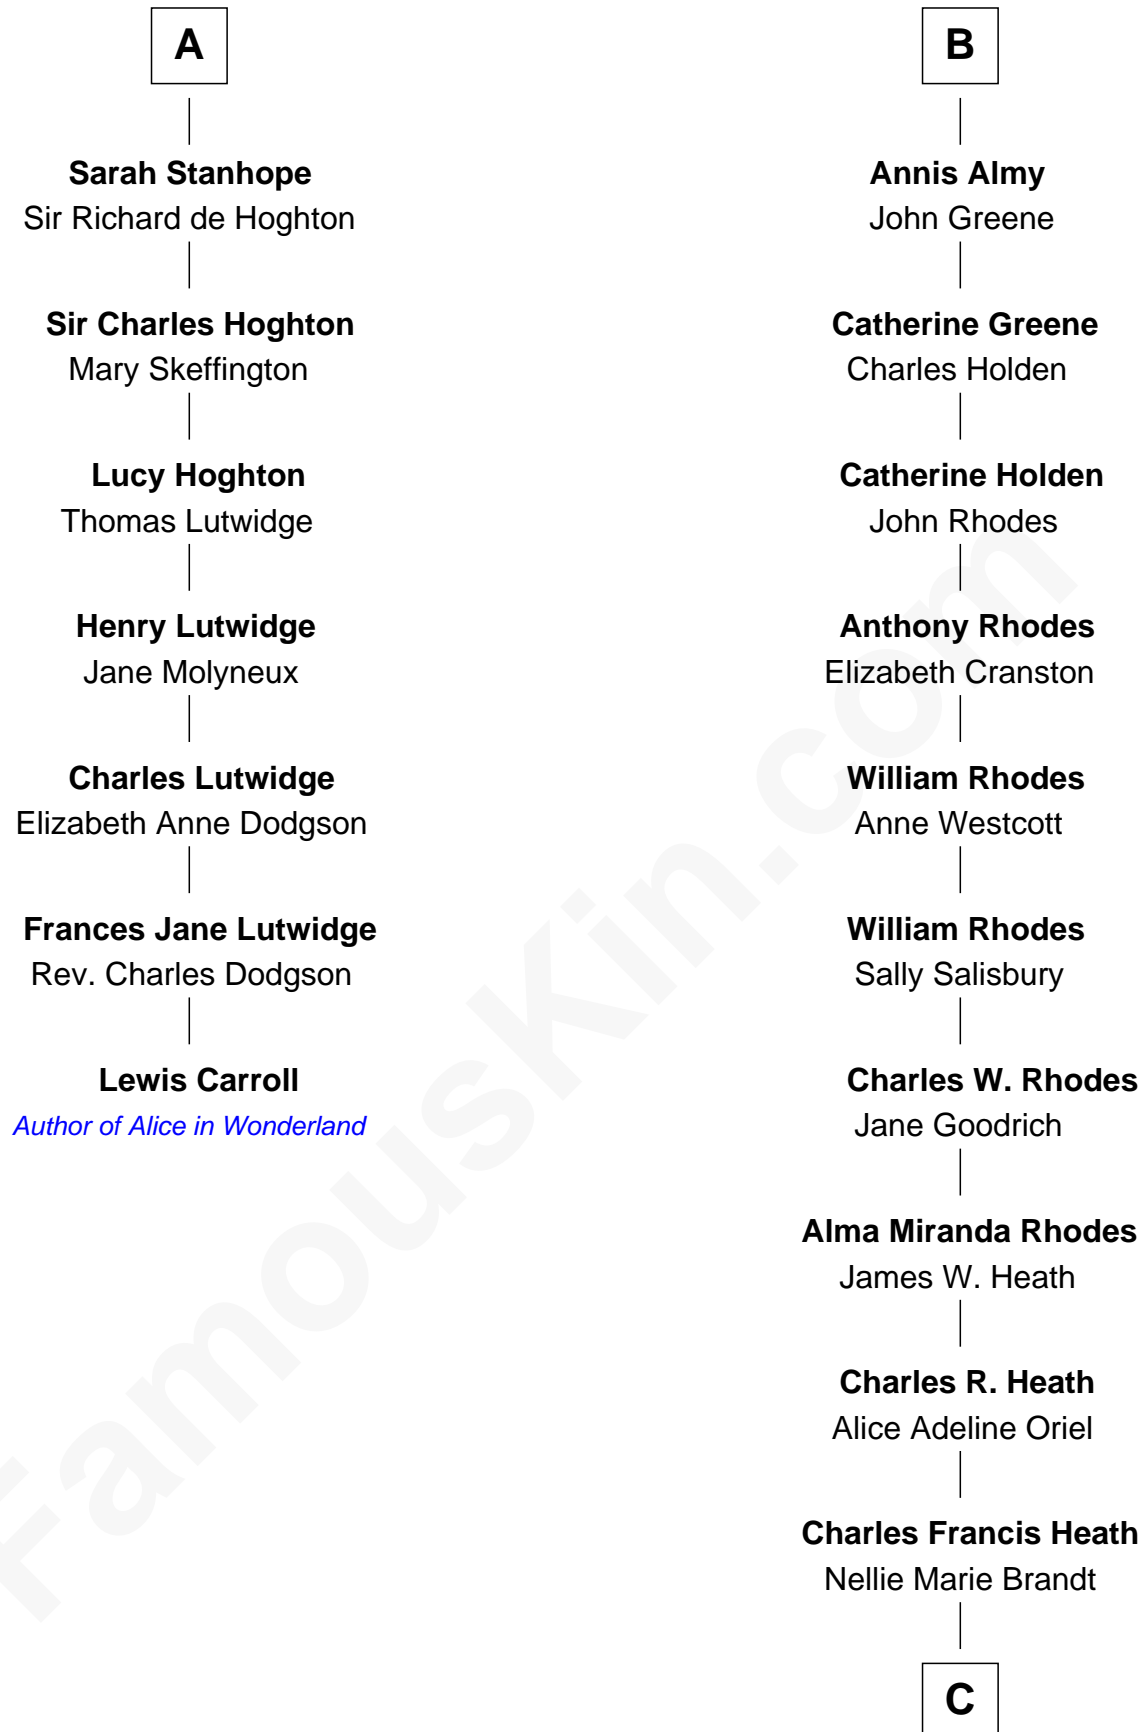 A
Sarah Stanhope
Sir Richard de Hoghton
Sir Charles Hoghton
Mary Skeffington
Lucy Hoghton
Thomas Lutwidge
Henry Lutwidge
Jane Molyneux
Charles Lutwidge
Elizabeth Anne Dodgson
Frances Jane Lutwidge
Rev. Charles Dodgson
Lewis Carroll
Author of Alice in Wonderland
B
Annis Almy
John Greene
Catherine Greene
Charles Holden
Catherine Holden
John Rhodes
Anthony Rhodes
Elizabeth Cranston
William Rhodes
Anne Westcott
William Rhodes
Sally Salisbury
Charles W. Rhodes
Jane Goodrich
Alma Miranda Rhodes
James W. Heath
Charles R. Heath
Alice Adeline Oriel
Charles Francis Heath
Nellie Marie Brandt
C
FamousKin.com